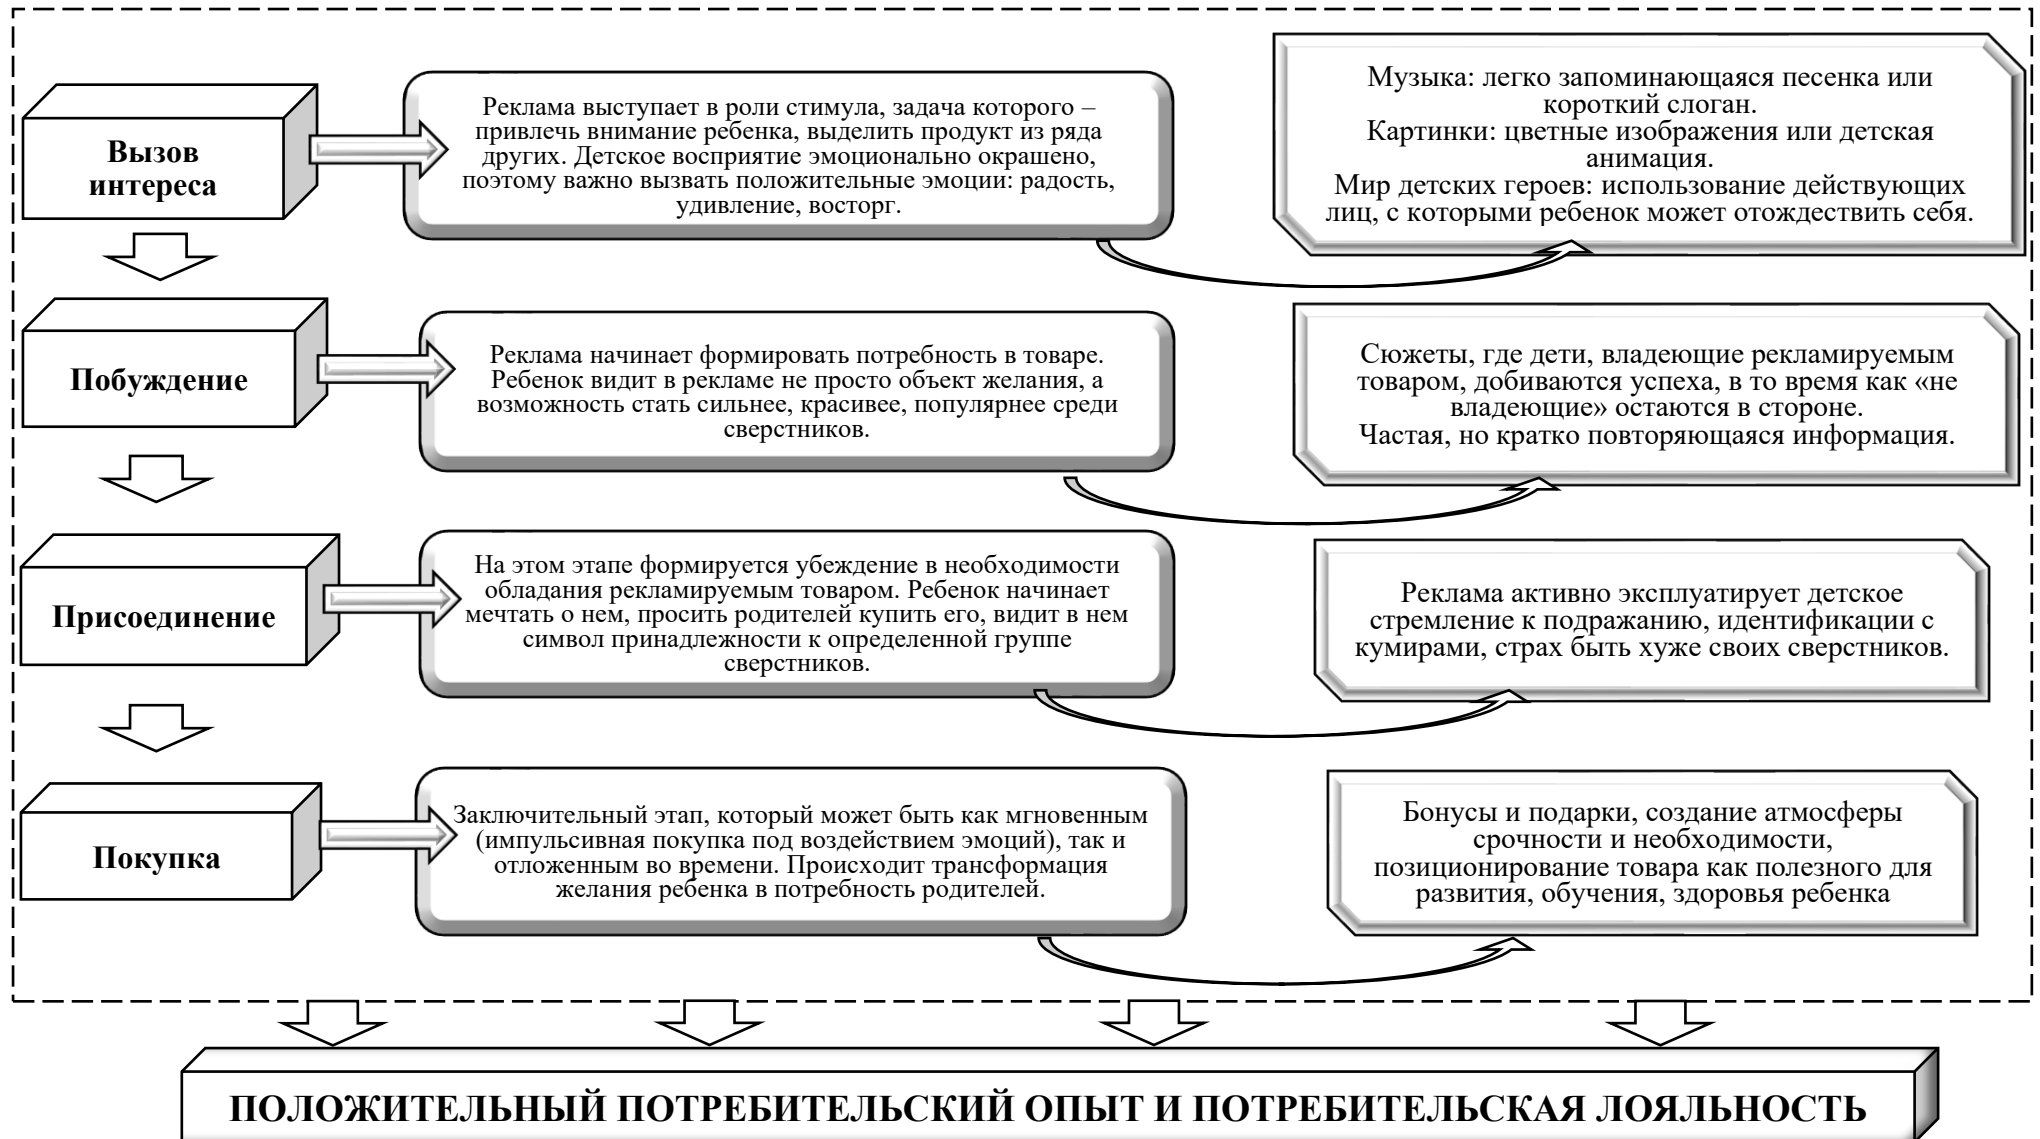 Вызов
интереса
Реклама выступает в роли стимула, задача которого –
привлечь внимание ребенка, выделить продукт из ряда
других. Детское восприятие эмоционально окрашено,
поэтому важно вызвать положительные эмоции: радость,
удивление, восторг.
Музыка: легко запоминающаяся песенка или
короткий слоган.
Картинки: цветные изображения или детская
анимация.
Мир детских героев: использование действующих
лиц, с которыми ребенок может отождествить себя.
Побуждение
Реклама начинает формировать потребность в товаре.
Ребенок видит в рекламе не просто объект желания, а
возможность стать сильнее, красивее, популярнее среди
сверстников.
Сюжеты, где дети, владеющие рекламируемым
товаром, добиваются успеха, в то время как «не
владеющие» остаются в стороне.
Частая, но кратко повторяющаяся информация.
Присоединение
На этом этапе формируется убеждение в необходимости
обладания рекламируемым товаром. Ребенок начинает
мечтать о нем, просить родителей купить его, видит в нем
символ принадлежности к определенной группе
сверстников.
Реклама активно эксплуатирует детское
стремление к подражанию, идентификации с
кумирами, страх быть хуже своих сверстников.
Покупка
Заключительный этап, который может быть как мгновенным
(импульсивная покупка под воздействием эмоций), так и
отложенным во времени. Происходит трансформация
желания ребенка в потребность родителей.
Бонусы и подарки, создание атмосферы
срочности и необходимости,
позиционирование товара как полезного для
развития, обучения, здоровья ребенка
ПОЛОЖИТЕЛЬНЫЙ ПОТРЕБИТЕЛЬСКИЙ ОПЫТ И ПОТРЕБИТЕЛЬСКАЯ ЛОЯЛЬНОСТЬ